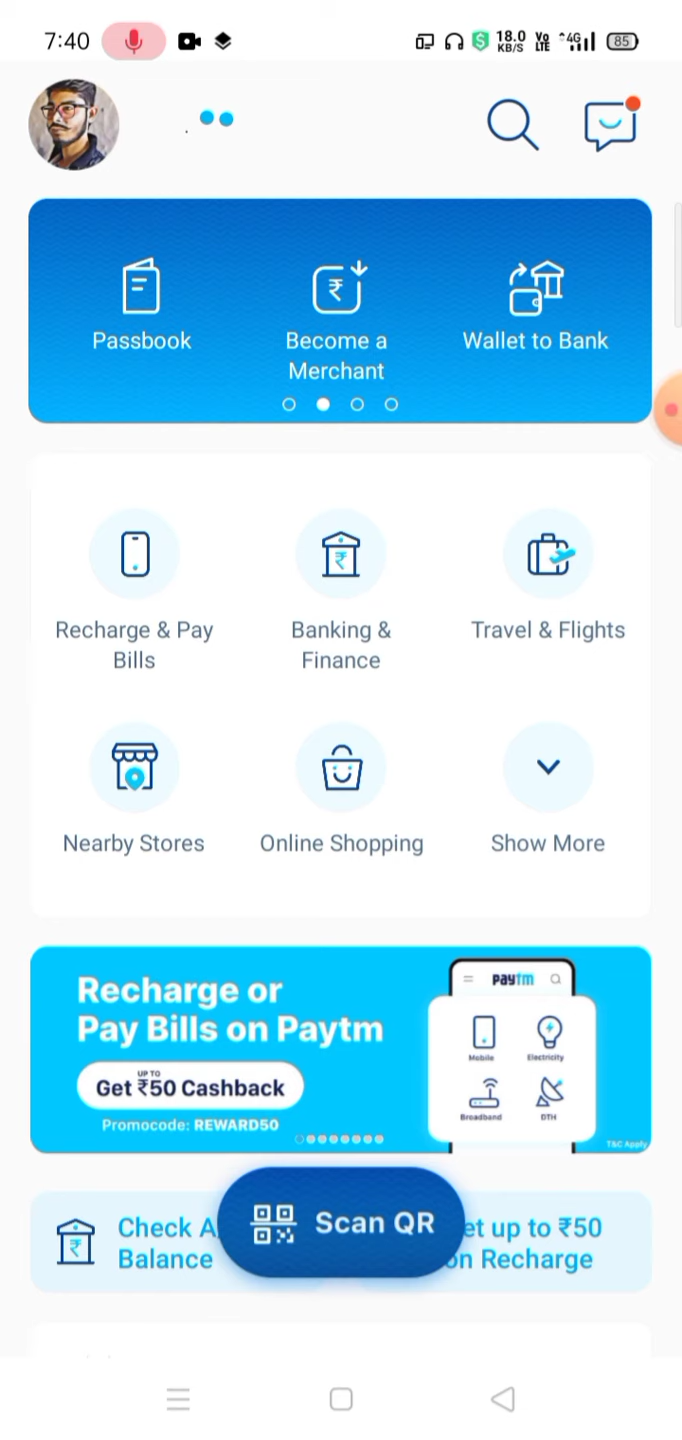 7:40
18.0
KB/S
Vo
LTE
4G
85
Passbook
Become a
Merchant
Wallet to Bank
Recharge & Pay
Bills
Banking &
Finance
Travel & Flights
Nearby Stores
Online Shopping
Show More
Recharge or
Pay Bills on Paytm
UP TO
Get ₹50 Cashback
Promocode: REWARD50
paytm
Mobile
Electricity
Broadband
DTH
T&C Apply
Check A
Balance
Scan QR
et up to ₹50
on Recharge